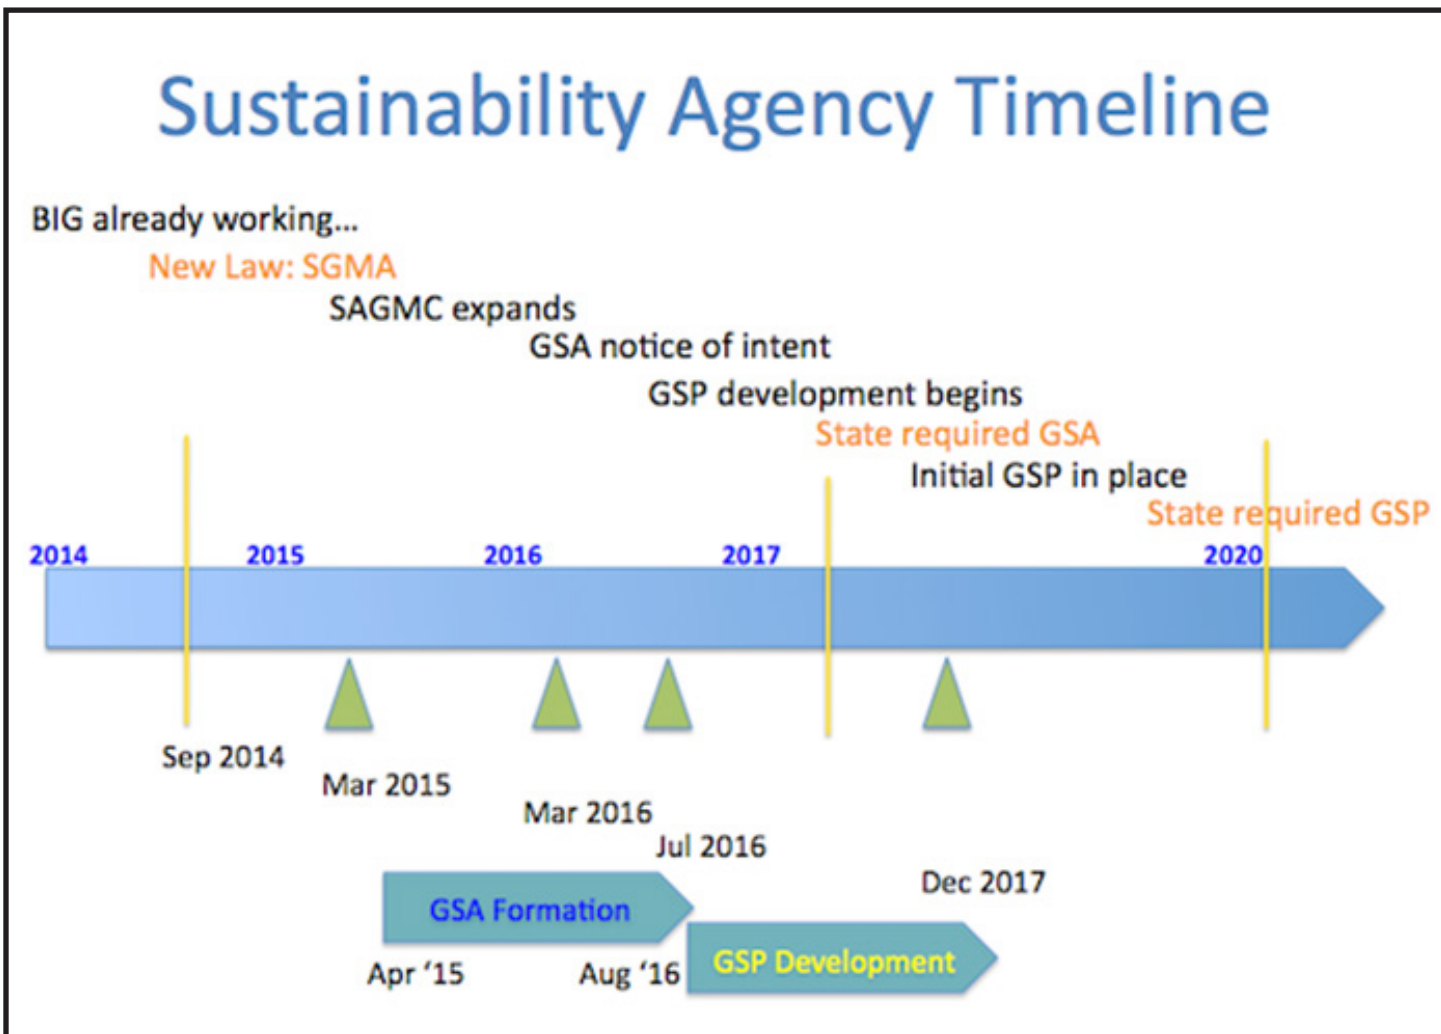 Sustainability Agency Timeline
BIG already working...
New Law: SGMA
SAGMC expands
GSA notice of intent
GSP development begins
State required GSA
Initial GSP in place
State required GSP
2014 2015 2016 2017 2020
Sep 2014
Mar 2015
Mar 2016
Jul 2016
Dec 2017
GSA Formation
GSP Development
Apr ‘15 Aug ‘16